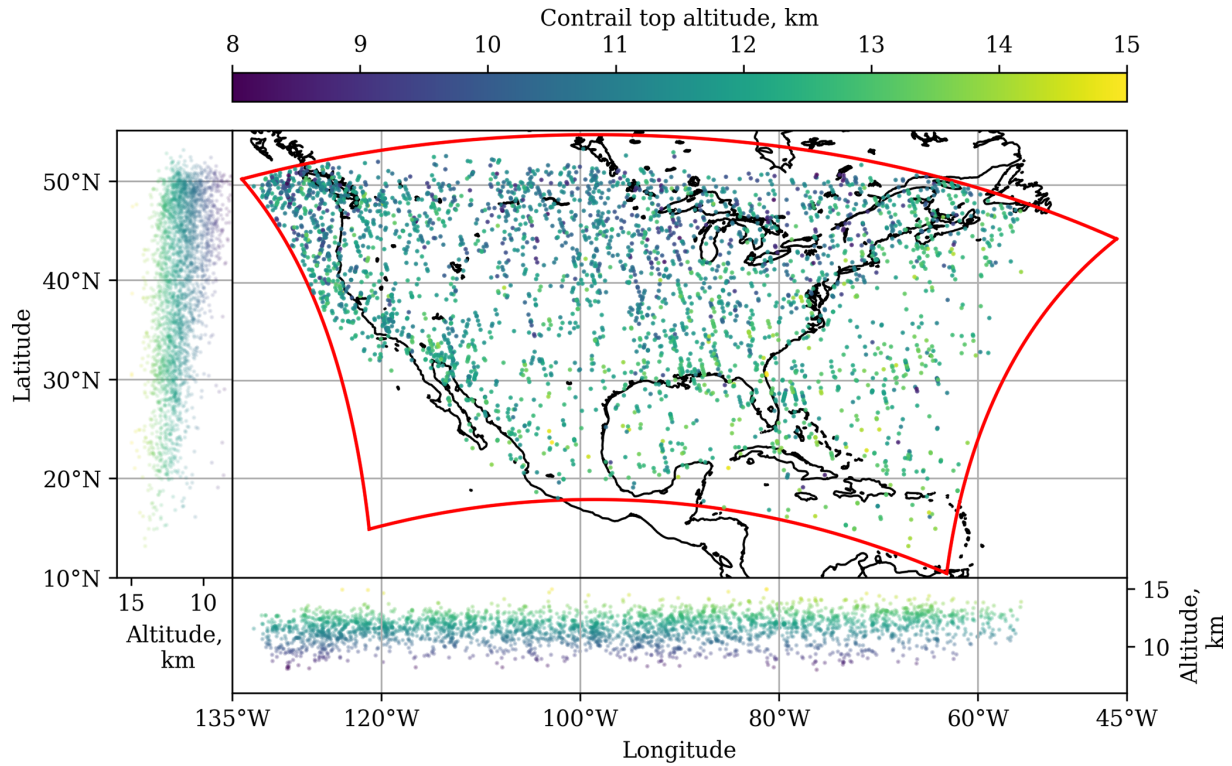 Contrail top altitude, km
8 9 10 11 12 13 14 15
50°N
40°N
30°N
20°N
10°N
Latitude
15 10
Altitude,
km
15
10
Altitude,
km
135°W 120°W 100°W 80°W 60°W 45°W
Longitude